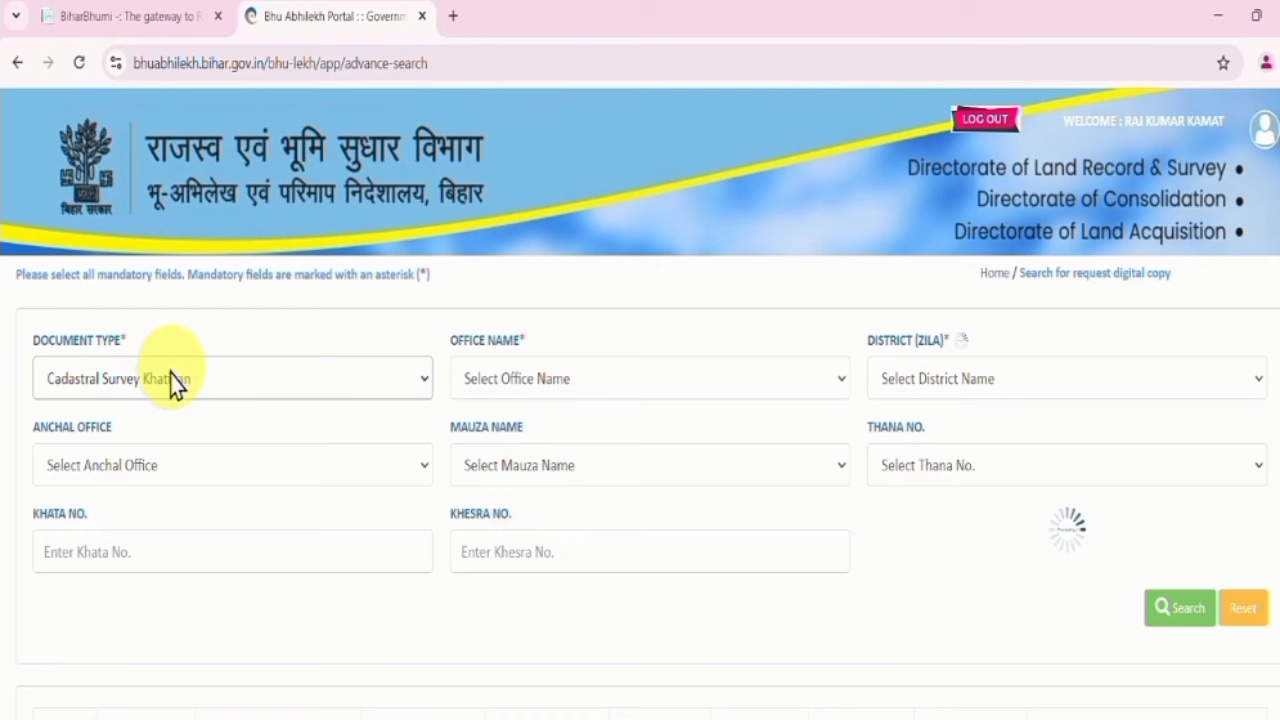 BiharBhumi -: The gateway to R
Bhu Abhilekh Portal : : Governm
bhuabhilekh.bihar.gov.in/bhu-lekh/app/advance-search
बिहार सरकार
राजस्व एवं भूमि सुधार विभाग
भू-अभिलेख एवं परिमाप निदेशालय, बिहार
LOG OUT
WELCOME : RAJ KUMAR KAMAT
Directorate of Land Record & Survey •
Directorate of Consolidation •
Directorate of Land Acquisition •
Please select all mandatory fields. Mandatory fields are marked with an asterisk (*)
Home / Search for request digital copy
DOCUMENT TYPE* OFFICE NAME* DISTRICT (ZILA)*
Cadastral Survey Khatiyan Select Office Name Select District Name
ANCHAL OFFICE MAUZA NAME THANA NO.
Select Anchal Office Select Mauza Name Select Thana No.
KHATA NO. KHESRA NO.
Enter Khata No. Enter Khesra No.
Search Reset